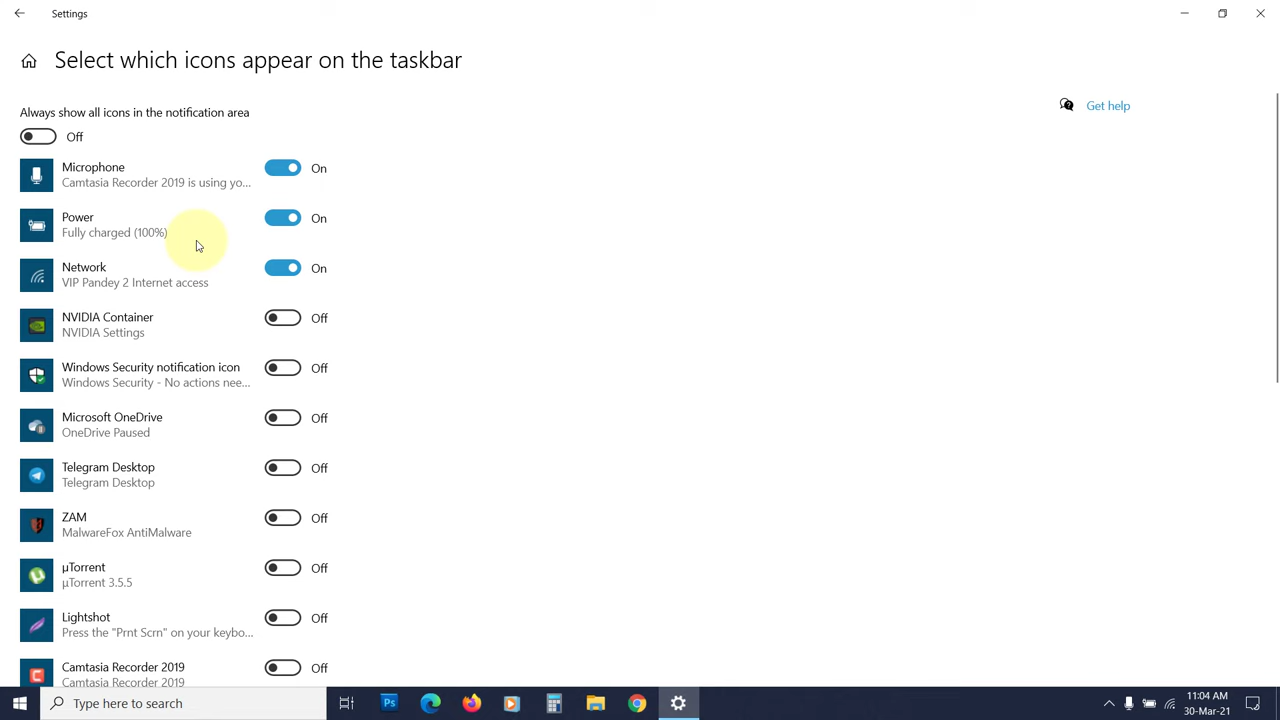 Settings
Select which icons appear on the taskbar
Always show all icons in the notification area
Off
Get help
Microphone
Camtasia Recorder 2019 is using yo...
On
Power
Fully charged (100%)
On
Network
VIP Pandey 2 Internet access
On
NVIDIA Container
NVIDIA Settings
Off
Windows Security notification icon
Windows Security - No actions nee...
Off
Microsoft OneDrive
OneDrive Paused
Off
Telegram Desktop
Telegram Desktop
Off
ZAM
MalwareFox AntiMalware
Off
µTorrent
µTorrent 3.5.5
Off
Lightshot
Press the "Prnt Scrn" on your keybo...
Off
Camtasia Recorder 2019
Camtasia Recorder 2019
Off
Type here to search
Ps
11:04 AM
30-Mar-21